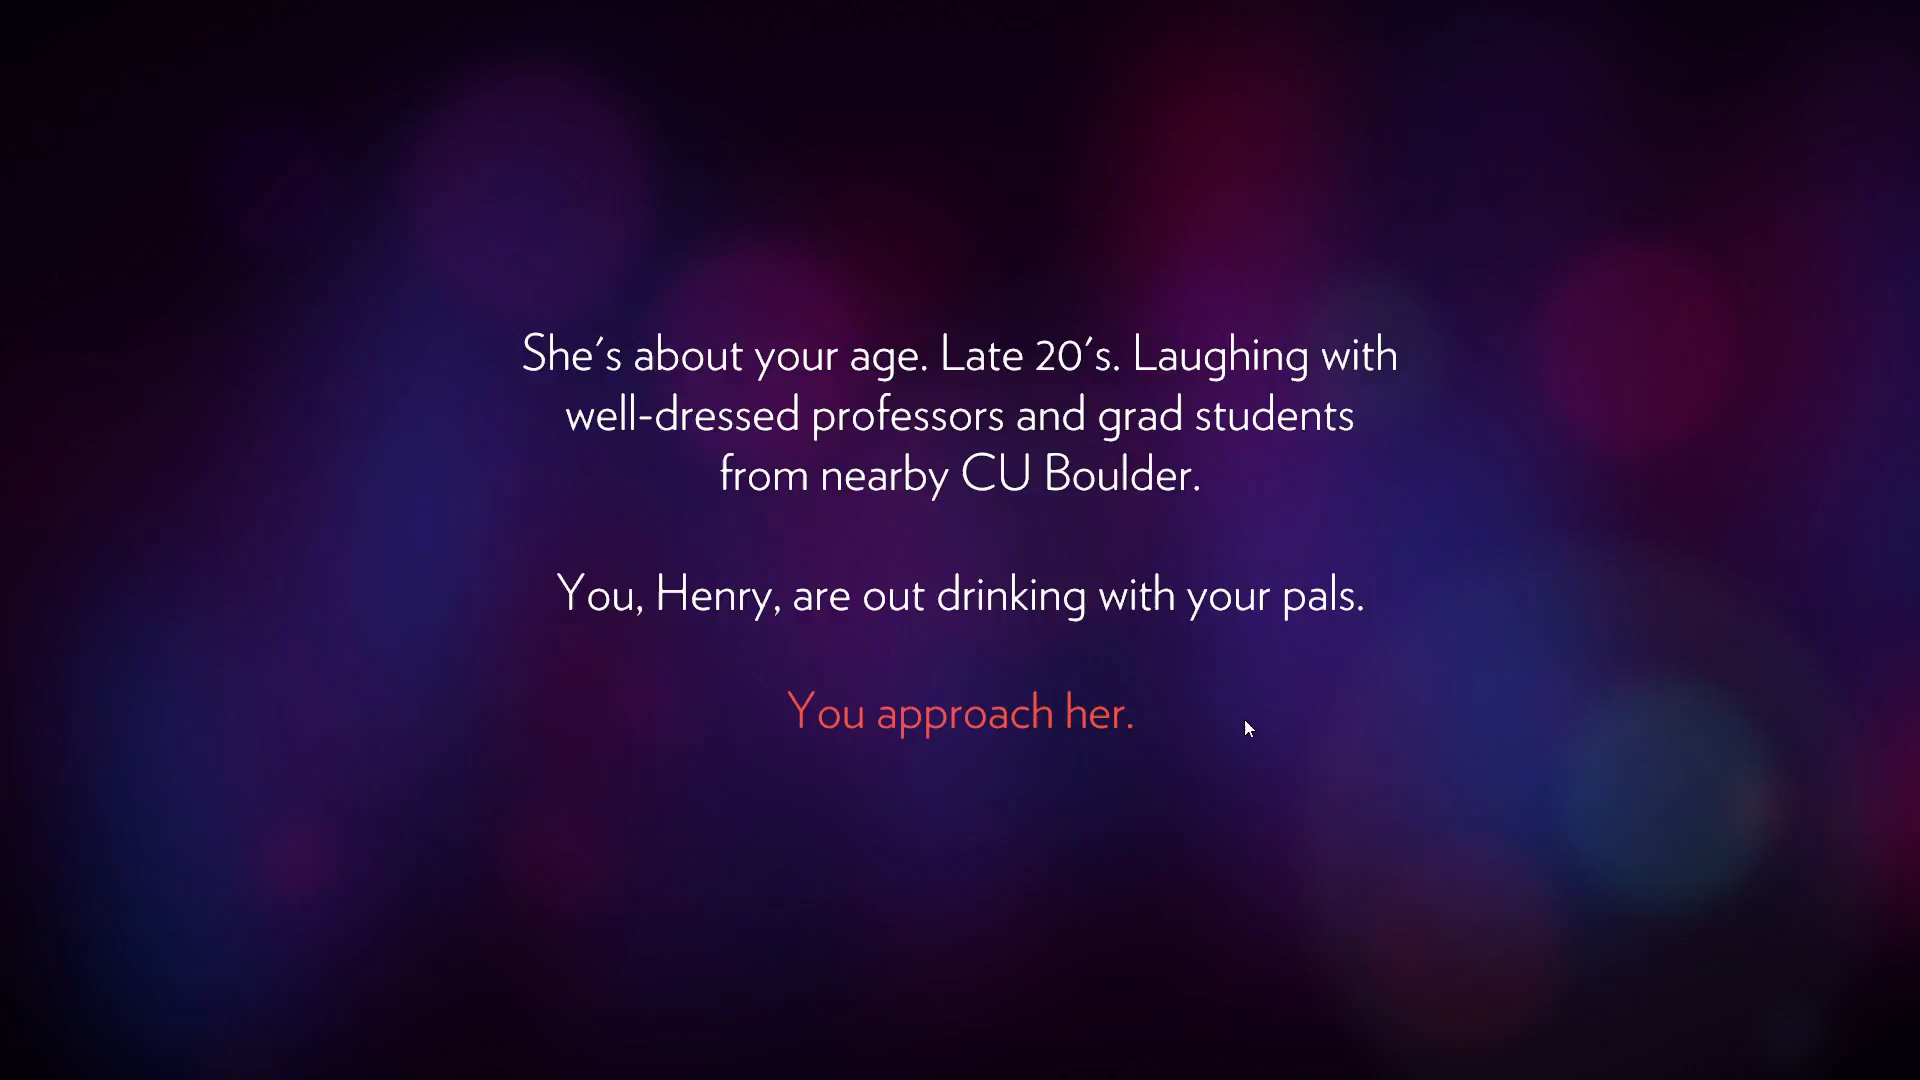 She's about your age. Late 20's. Laughing with
well-dressed professors and grad students
from nearby CU Boulder.
You, Henry, are out drinking with your pals.
You approach her.